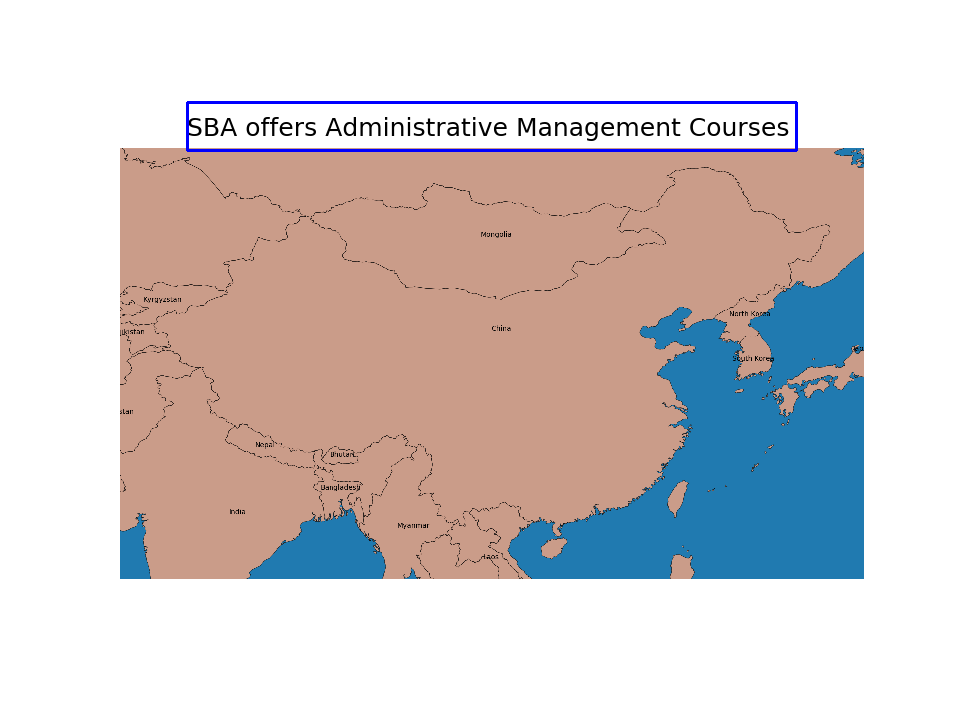 SBA offers Administrative Management Courses
Mongolia
Kyrgyzstan
North Korea
China
jikistan
South Korea
stan
Nepal
Bhutan
Bangladesh
India
Myanmar
Laos